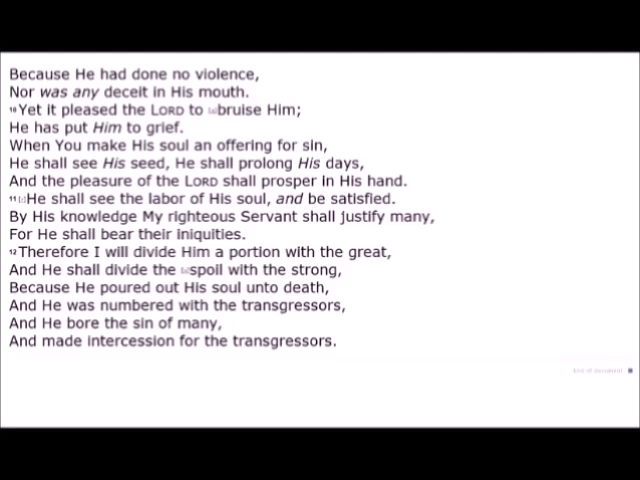 Because He had done no violence,
Nor was any deceit in His mouth.
10 Yet it pleased the LORD to bruise Him;
He has put Him to grief.
When You make His soul an offering for sin,
He shall see His seed, He shall prolong His days,
And the pleasure of the LORD shall prosper in His hand.
11 He shall see the labor of His soul, and be satisfied.
By His knowledge My righteous Servant shall justify many,
For He shall bear their iniquities.
12 Therefore I will divide Him a portion with the great,
And He shall divide the spoil with the strong,
Because He poured out His soul unto death,
And He was numbered with the transgressors,
And He bore the sin of many,
And made intercession for the transgressors.
End of document